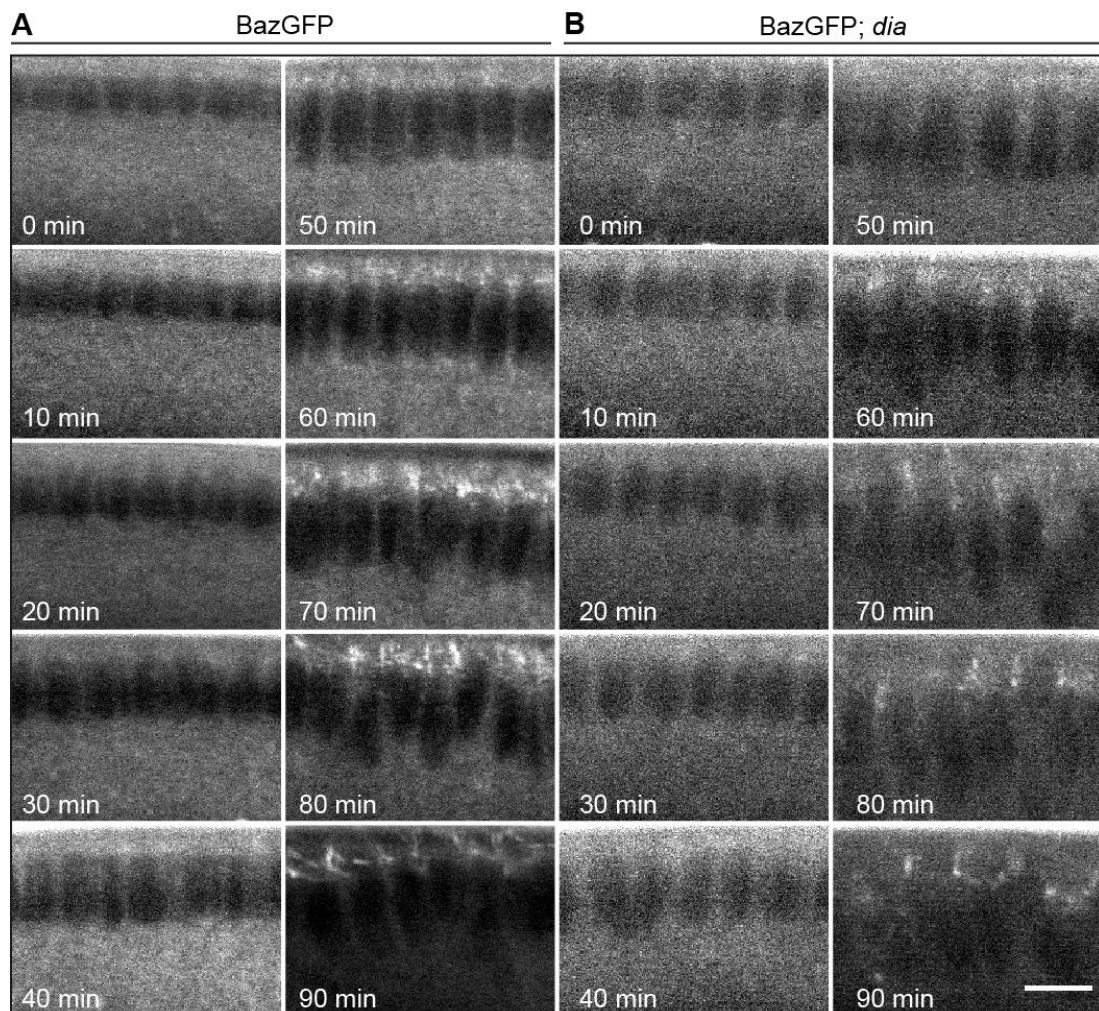 A BazGFP B BazGFP; dia
0 min 50 min 0 min 50 min
10 min 60 min 10 min 60 min
20 min 70 min 20 min 70 min
30 min 80 min 30 min 80 min
40 min 90 min 40 min 90 min